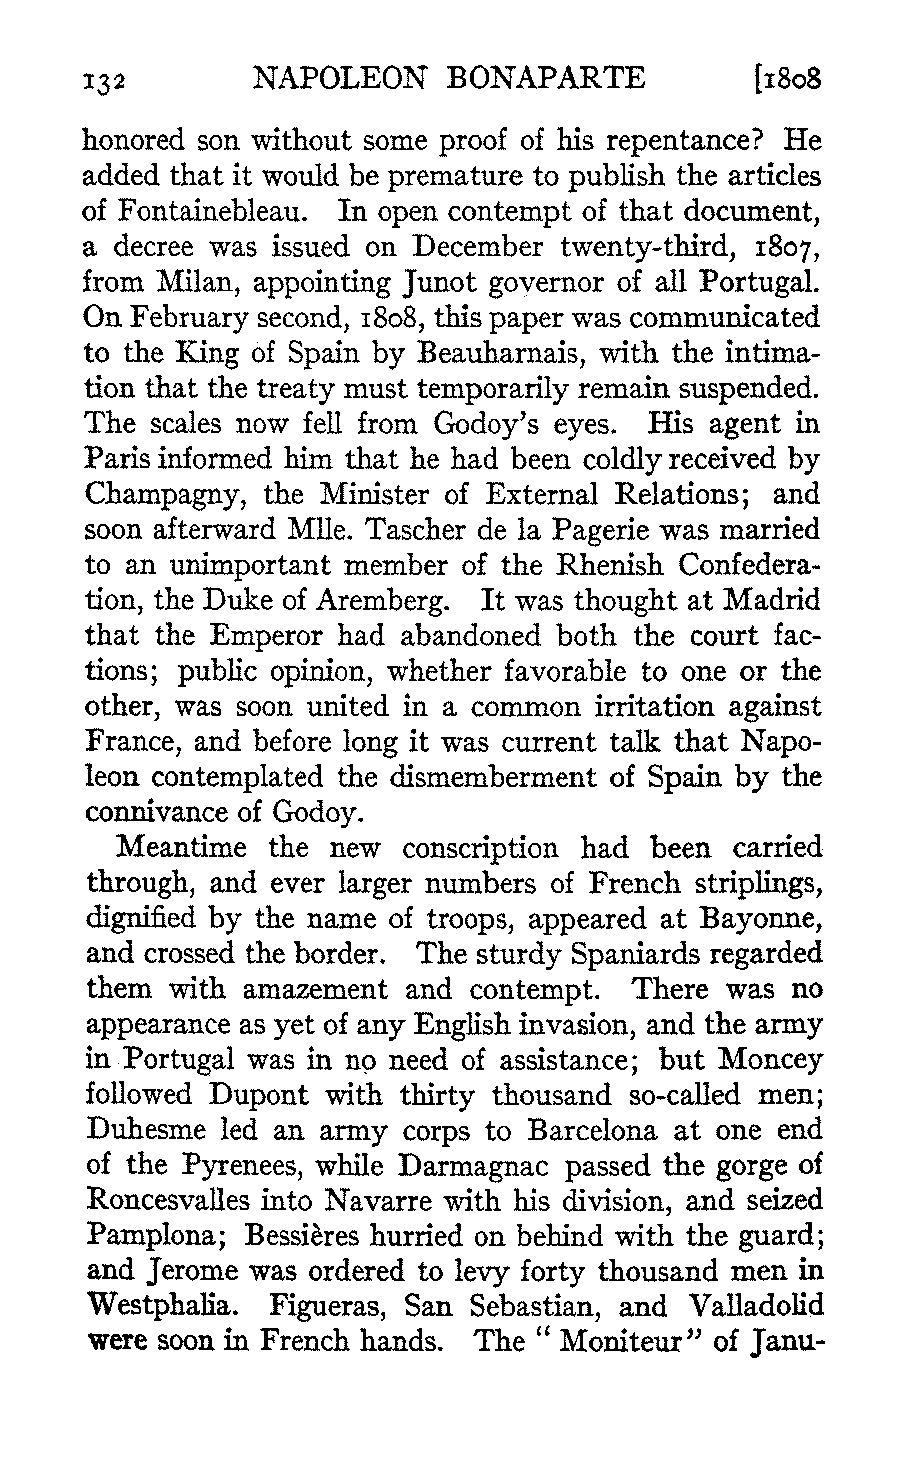 132 NAPOLEON BONAPARTE [1808
honored son without some proof of his repentance? He
added that it would be premature to publish the articles
of Fontainebleau. In open contempt of that document,
a decree was issued on December twenty-third, 1807,
from Milan, appointing Junot governor of all Portugal.
On February second, 1808, this paper was communicated
to the King of Spain by Beauharnais, with the intima-
tion that the treaty must temporarily remain suspended.
The scales now fell from Godoy's eyes. His agent in
Paris informed him that he had been coldly received by
Champagny, the Minister of External Relations; and
soon afterward Mlle. Tascher de la Pagerie was married
to an unimportant member of the Rhenish Confedera-
tion, the Duke of Aremberg. It was thought at Madrid
that the Emperor had abandoned both the court fac-
tions; public opinion, whether favorable to one or the
other, was soon united in a common irritation against
France, and before long it was current talk that Napo-
leon contemplated the dismemberment of Spain by the
connivance of Godoy.
Meantime the new conscription had been carried
through, and ever larger numbers of French striplings,
dignified by the name of troops, appeared at Bayonne,
and crossed the border. The sturdy Spaniards regarded
them with amazement and contempt. There was no
appearance as yet of any English invasion, and the army
in Portugal was in no need of assistance; but Moncey
followed Dupont with thirty thousand so-called men;
Duhesme led an army corps to Barcelona at one end
of the Pyrenees, while Darmagnac passed the gorge of
Roncesvalles into Navarre with his division, and seized
Pamplona; Bessières hurried on behind with the guard;
and Jerome was ordered to levy forty thousand men in
Westphalia. Figueras, San Sebastian, and Valladolid
were soon in French hands. The "Moniteur" of Janu-